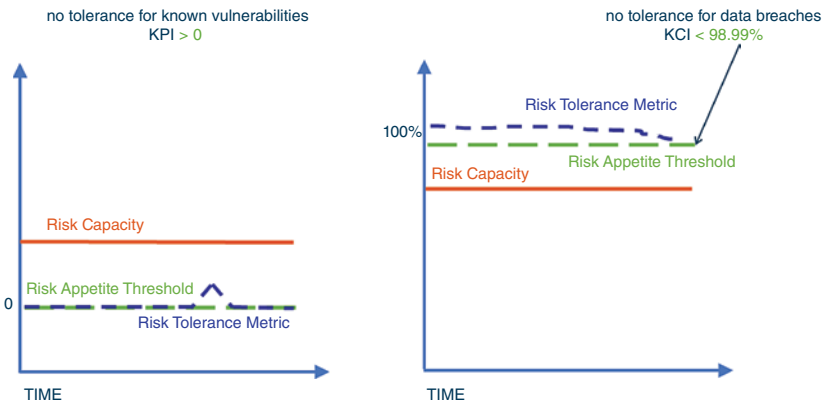 no tolerance for known vulnerabilities
KPI > 0
Risk Capacity
Risk Appetite Threshold
0
Risk Tolerance Metric
TIME
no tolerance for data breaches
KCI < 98.99%
Risk Tolerance Metric
100%
Risk Appetite Threshold
Risk Capacity
TIME